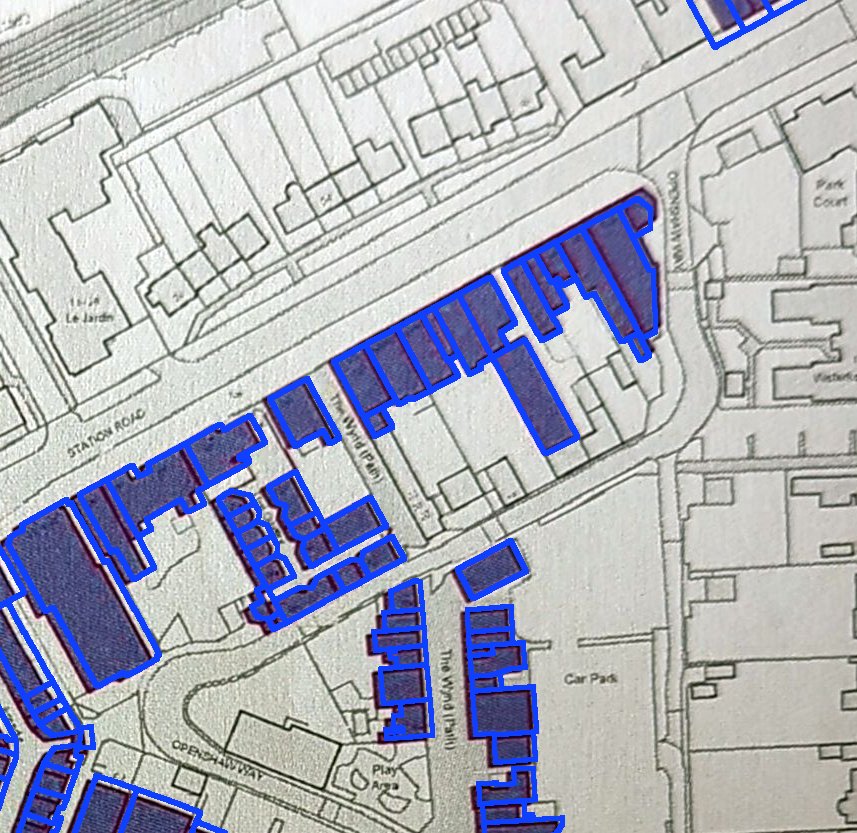 Park
Court
OPENSHAW WAY
Le Jardin
STATION ROAD
The Wynd (Path)
Car Park
The Wynd (Path)
OPENSHAW WAY
Play
Area